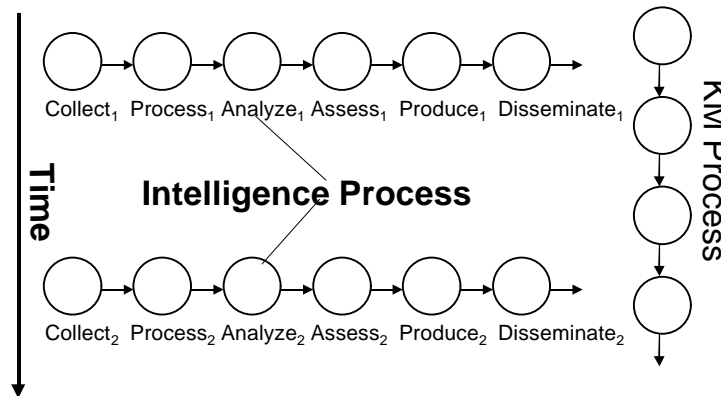 Collect₁ Process₁ Analyze₁ Assess₁ Produce₁ Disseminate₁
Time
Intelligence Process
KM Process
Collect₂ Process₂ Analyze₂ Assess₂ Produce₂ Disseminate₂